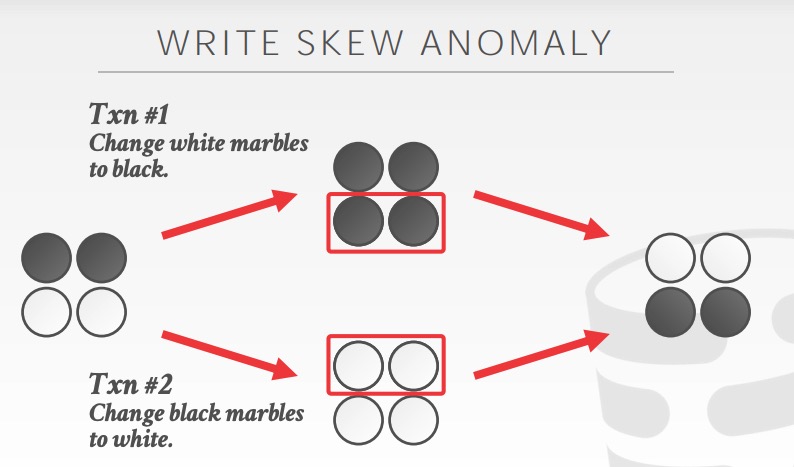 WRITE SKEW ANOMALY
Txn #1
Change white marbles
to black.
Txn #2
Change black marbles
to white.